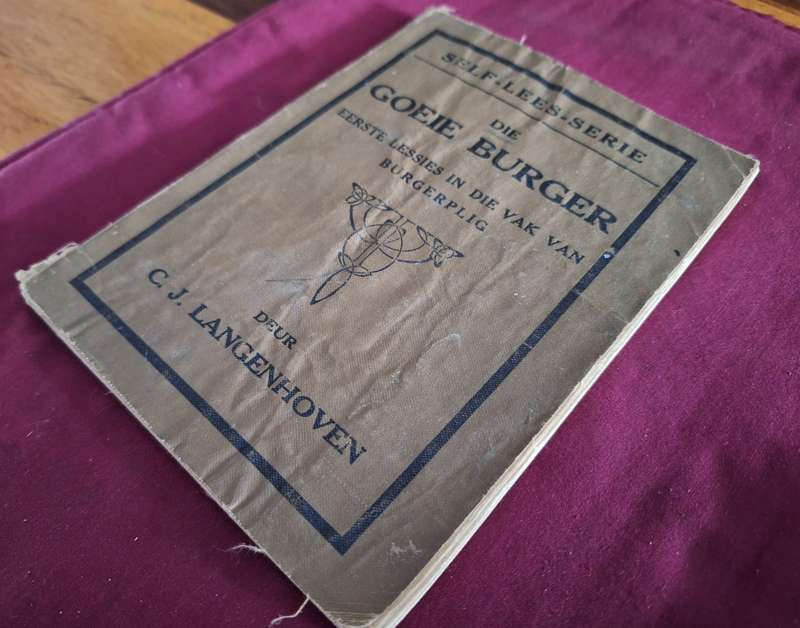 SELF-LEES-SERIE
DIE
GOEIE BURGER
EERSTE LESSIES IN DIE VAK VAN
BURGERPLIG
DEUR
C. J. LANGENHOVEN